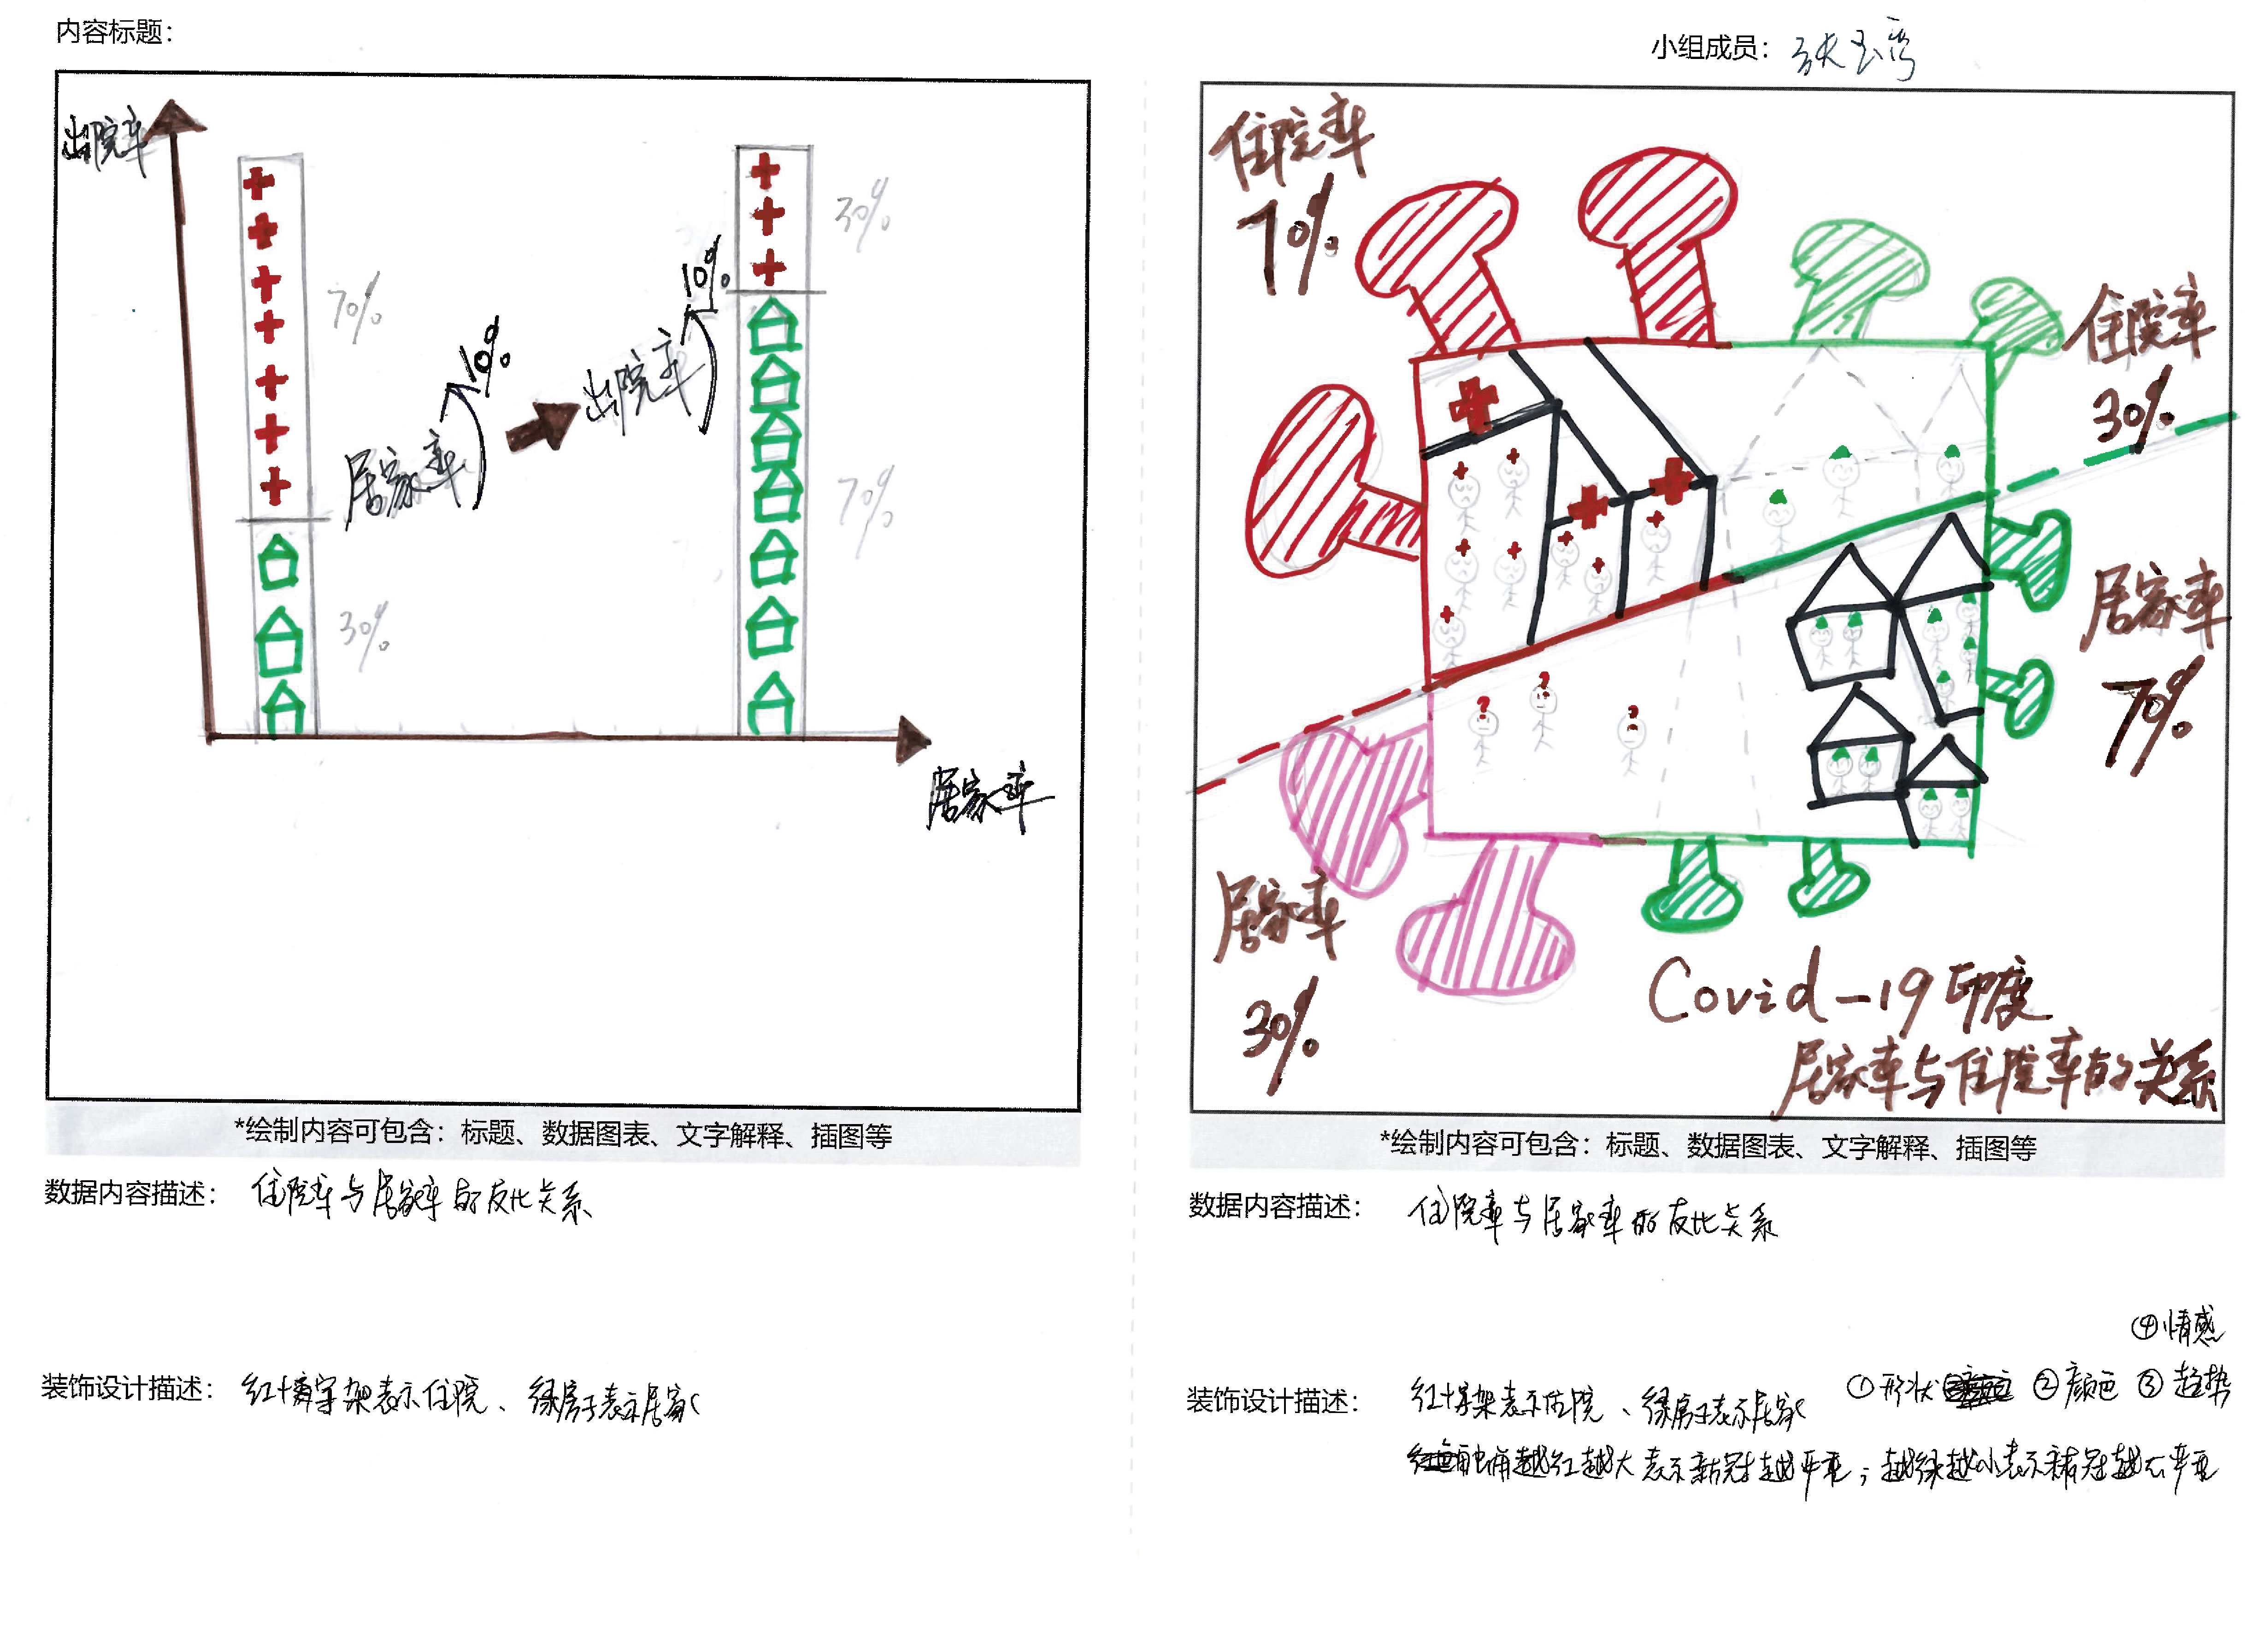 内容标题：
出院率
70%
30%
居家率
10%
出院率
10%
30%
70%
居家率
*绘制内容可包含：标题、数据图表、文字解释、插图等
数据内容描述： 住院率与居家率的反比关系
装饰设计描述： 红十字架表示住院、绿房子表示居家
小组成员：
住院率
70%
住院率
30%
居家率
70%
居家率
30%
Covid-19印度
居家率与住院率的关系
*绘制内容可包含：标题、数据图表、文字解释、插图等
数据内容描述： 住院率与居家率的反比关系
④情感
①形状 ②颜色 ③趋势
装饰设计描述： 红十字架表示住院、绿房子表示居家
越红越大表示新冠越严重；越绿越小表示新冠越不严重